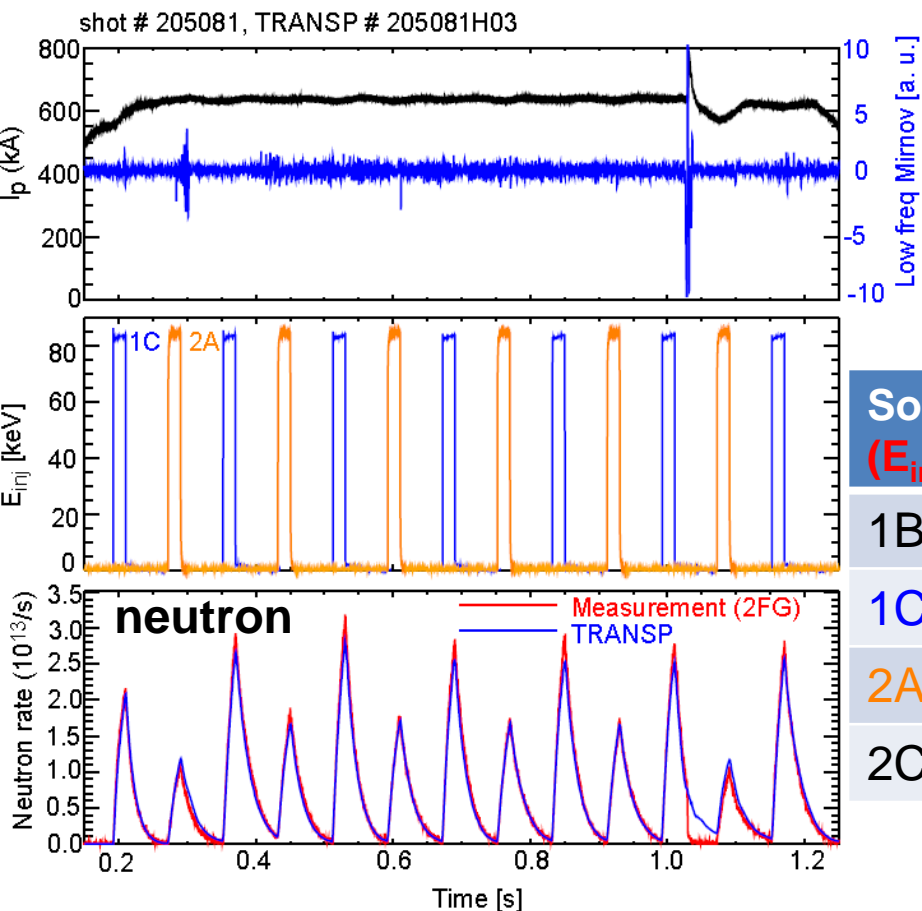 shot # 205081, TRANSP # 205081H03
800
600
400
200
0
I_p (kA)
10
5
0
-5
-10
Low freq Mirnov [a. u.]
80
60
40
20
0
E_inj [keV]
1C 2A
3.5
3.0
2.5
2.0
1.5
1.0
0.5
0.0
Neutron rate (10^13/s)
neutron
Measurement (2FG)
TRANSP
0.2 0.4 0.6 0.8 1.0 1.2
Time [s]
So
(E_in
1B
1C
2A
2C